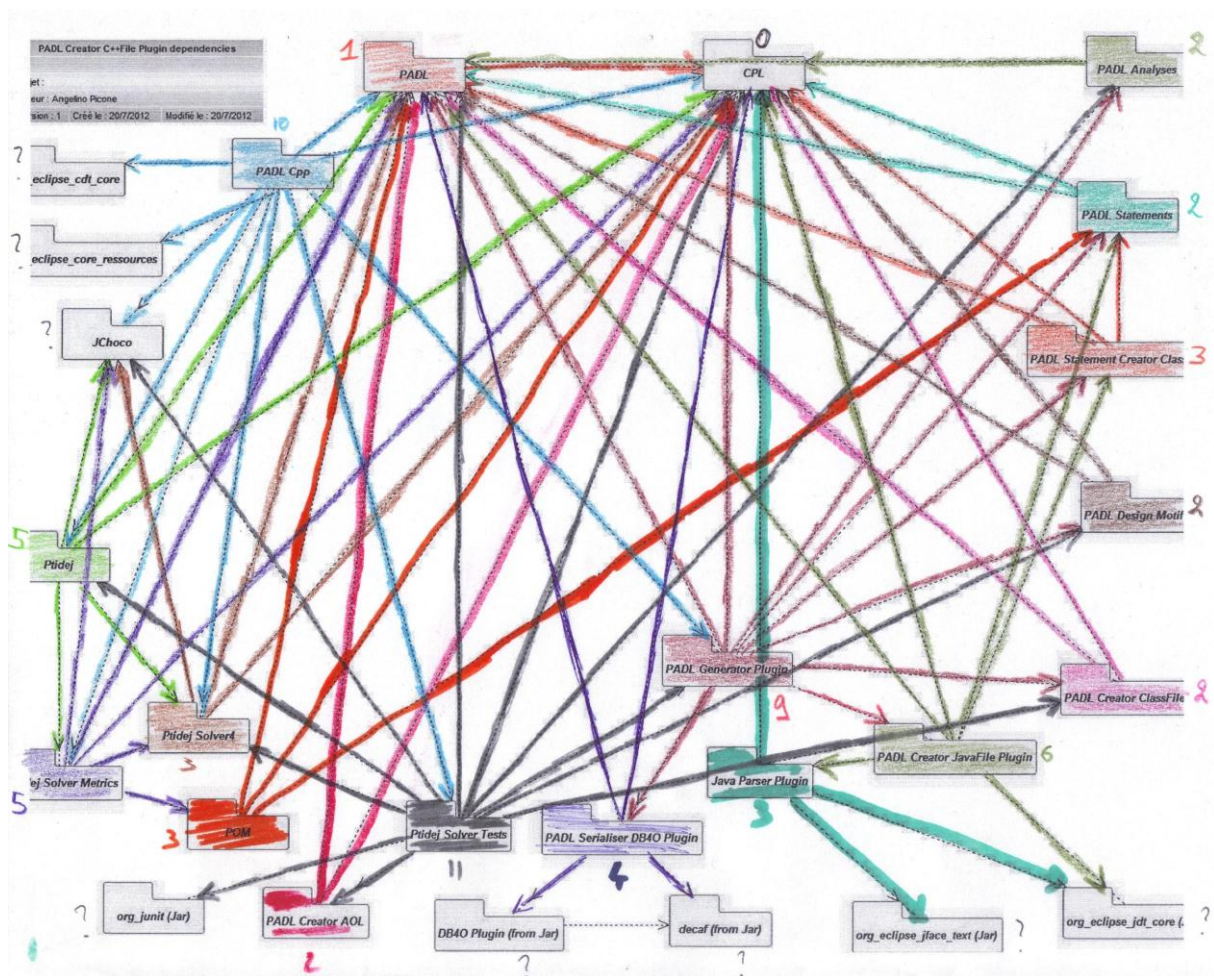 PADL Creator C++File Plugin dependencies
jet :
eur : Angelino Picone
sion : 1 Créé le : 20/7/2012 Modifié le : 20/7/2012
1
PADL
0
CPL
2
PADL Analyses
10
PADL Cpp
?
_eclipse_cdt_core
?
eclipse_core_ressources
2
PADL Statements
?
JChoco
3
PADL Statement Creator Clas
2
PADL Design Motif
5
Ptidej
PADL Generator Plugin
9
2
PADL Creator ClassFile
Ptidej Solver4
3
PADL Creator JavaFile Plugin
6
dej Solver Metrics
5
Java Parser Plugin
3
POM
3
Ptidej Solver Tests
11
PADL Serialiser DB4O Plugin
4
?
org_junit (Jar)
PADL Creator AOL
2
DB4O Plugin (from Jar)
?
decaf (from Jar)
?
org_eclipse_jface_text (Jar)
?
org_eclipse_jdt_core (
?